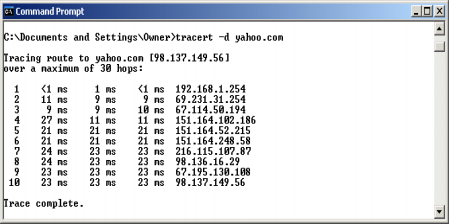 Command Prompt
C:\Documents and Settings\Owner>tracert -d yahoo.com
Tracing route to yahoo.com [98.137.149.56]
over a maximum of 30 hops:
1 <1 ms 1 ms <1 ms 192.168.1.254
2 11 ms 9 ms 9 ms 69.231.31.254
3 9 ms 9 ms 10 ms 67.114.50.194
4 27 ms 11 ms 11 ms 151.164.102.186
5 21 ms 21 ms 21 ms 151.164.52.215
6 21 ms 21 ms 21 ms 151.164.248.58
7 24 ms 23 ms 23 ms 216.115.107.87
8 24 ms 23 ms 23 ms 98.136.16.29
9 23 ms 23 ms 23 ms 67.195.130.108
10 23 ms 23 ms 23 ms 98.137.149.56
Trace complete.